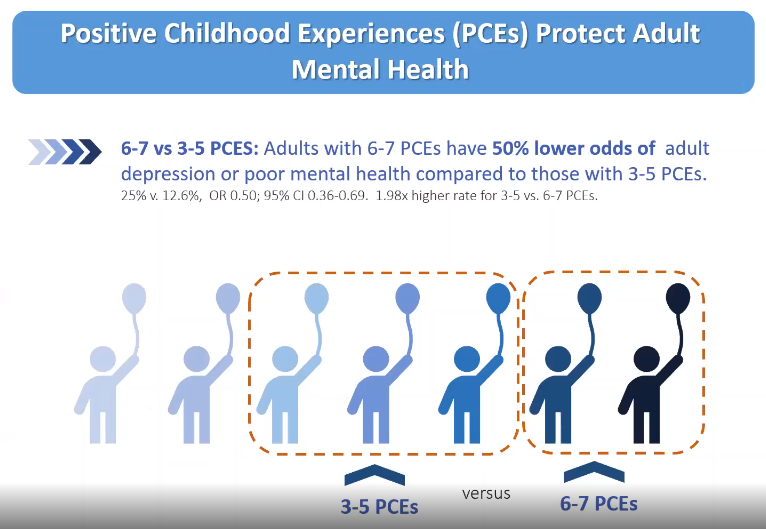 Positive Childhood Experiences (PCEs) Protect Adult
Mental Health
6-7 vs 3-5 PCES: Adults with 6-7 PCEs have 50% lower odds of adult
depression or poor mental health compared to those with 3-5 PCEs.
25% v. 12.6%, OR 0.50; 95% CI 0.36-0.69. 1.98x higher rate for 3-5 vs. 6-7 PCEs.
3-5 PCEs
versus
6-7 PCEs